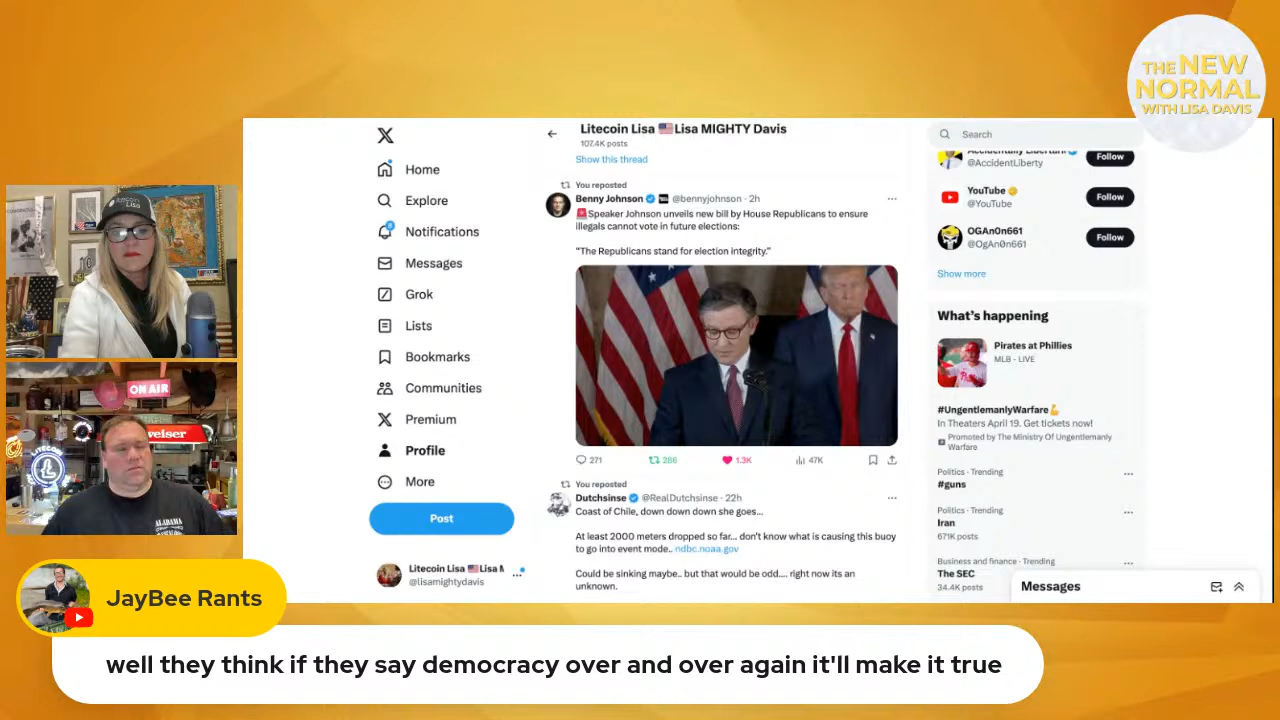 THE NEW
NORMAL
WITH LISA DAVIS
Litecoin
Lisa
10
ON AIR
weiser
LITECOIN
ALABAMA
X
Home
Explore
Notifications
Messages
Grok
Lists
Bookmarks
Communities
Premium
Profile
More
Post
Litecoin Lisa 🇺🇸Lisa M
@lisamightydavis
Litecoin Lisa 🇺🇸Lisa MIGHTY Davis
107.4K posts
Show this thread
You reposted
Benny Johnson @bennyjohnson · 2h
🚨Speaker Johnson unveils new bill by House Republicans to ensure
illegals cannot vote in future elections:
"The Republicans stand for election integrity."
271 286 1.3K 47K
You reposted
Dutchsinse @RealDutchsinse · 22h
Coast of Chile, down down down she goes...
At least 2000 meters dropped so far... don't know what is causing this buoy
to go into event mode.. ndbc.noaa.gov
Could be sinking maybe.. but that would be odd.... right now its an
unknown.
Search
Accidentally Libertari
@AccidentLiberty
Follow
YouTube
@YouTube
Follow
OGAn0n661
@OgAn0n661
Follow
Show more
What's happening
Pirates at Phillies
MLB · LIVE
#UngentlemanlyWarfare💪
In Theaters April 19. Get tickets now!
Promoted by The Ministry Of Ungentlemanly
Warfare
Politics · Trending
#guns
Politics · Trending
Iran
671K posts
Business and finance · Trending
The SEC
34.4K posts
Messages
JayBee Rants
well they think if they say democracy over and over again it'll make it true